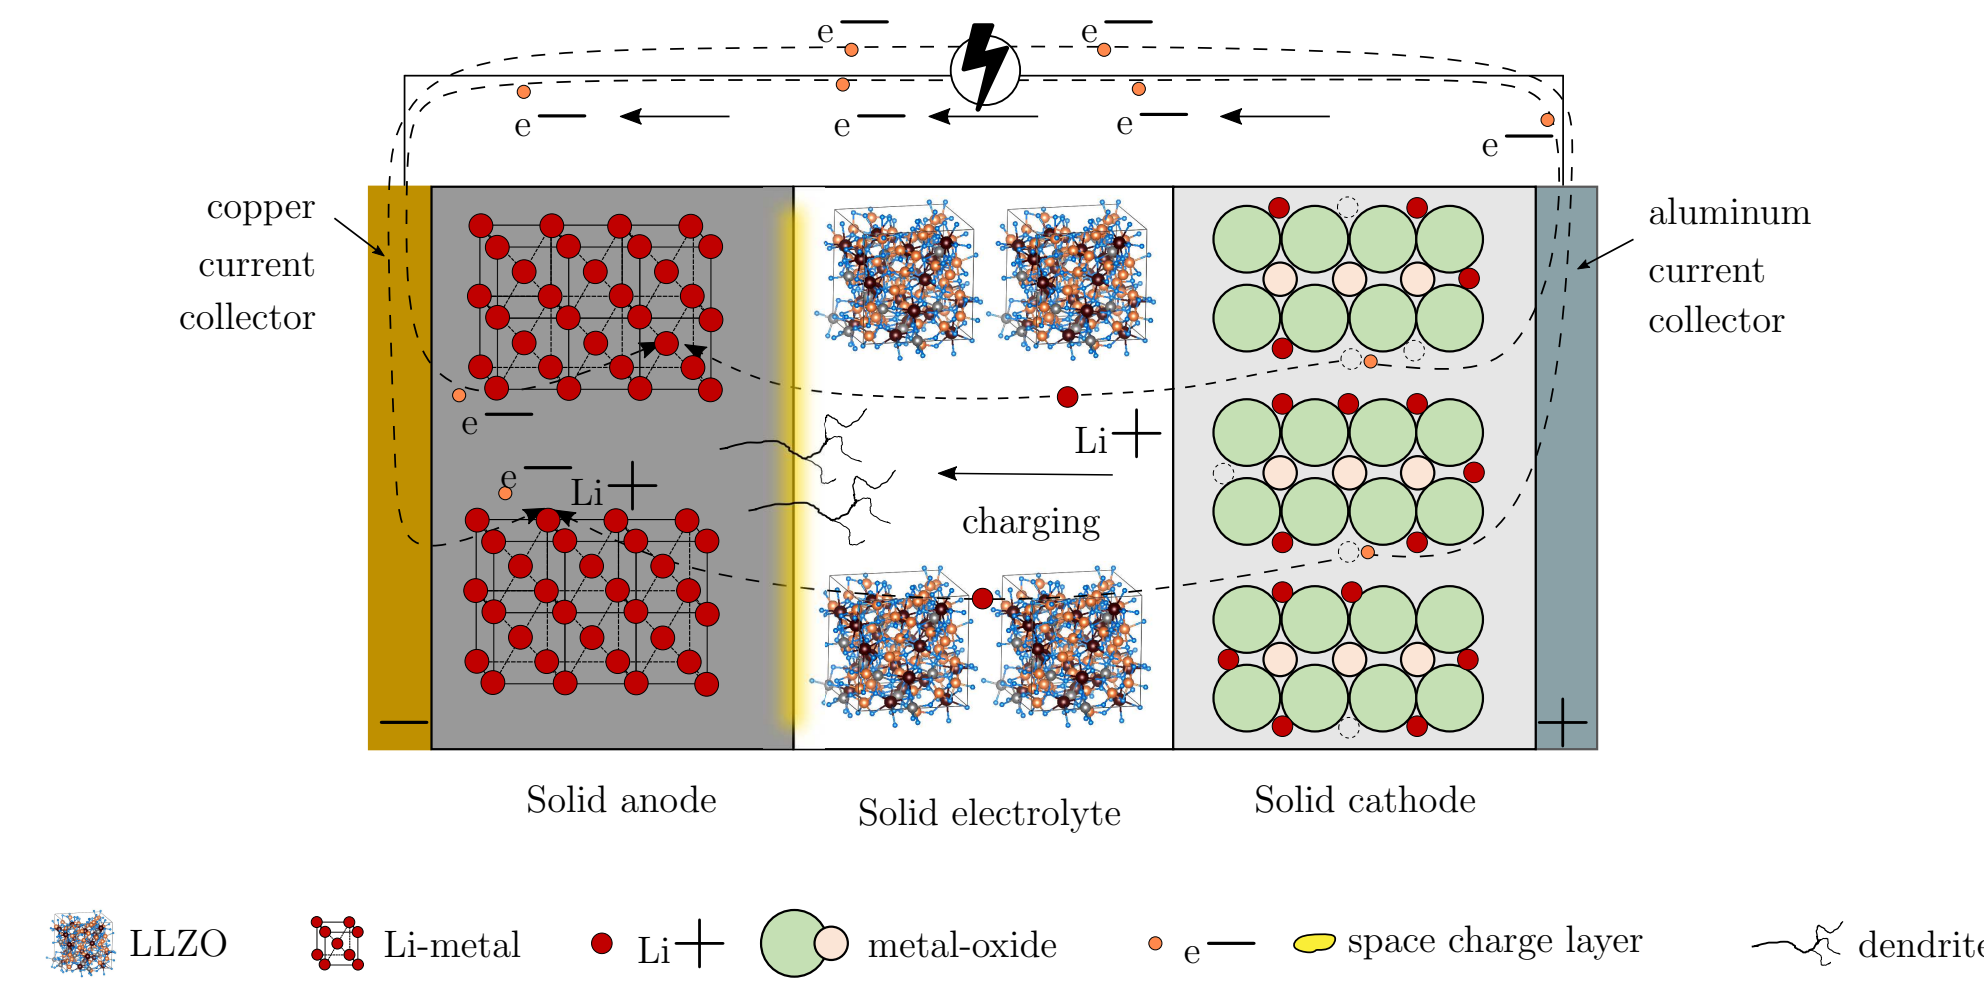 e−
e−
e−
e−
e−
e−
copper
current
collector
aluminum
current
collector
e−
Li+
e−
Li+
charging
−
+
Solid anode
Solid electrolyte
Solid cathode
LLZO
Li-metal
Li+
metal-oxide
e−
space charge layer
dendrite